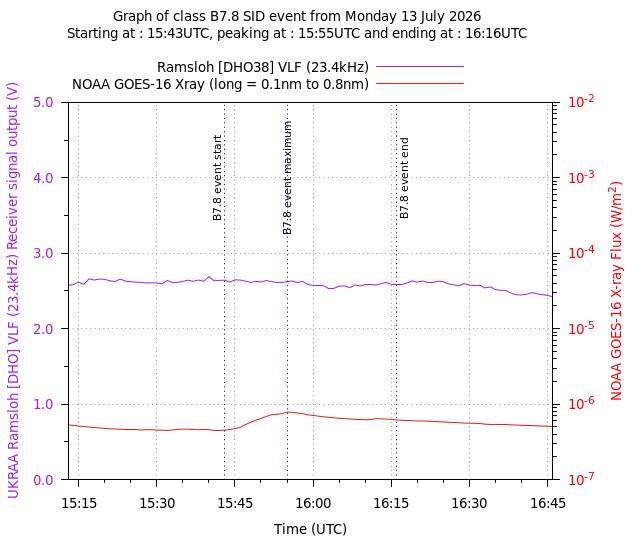 Graph of class B7.8 SID event from Monday 13 July 2026
Starting at : 15:43UTC, peaking at : 15:55UTC and ending at : 16:16UTC
Ramsloh [DHO38] VLF (23.4kHz)
NOAA GOES-16 Xray (long = 0.1nm to 0.8nm)
UKRAA Ramsloh [DHO] VLF (23.4kHz) Receiver signal output (V)
5.0
4.0
3.0
2.0
1.0
0.0
B7.8 event start
B7.8 event maximum
B7.8 event end
10-2
10-3
10-4
10-5
10-6
10-7
NOAA GOES-16 X-ray Flux (W/m2)
15:15 15:30 15:45 16:00 16:15 16:30 16:45
Time (UTC)